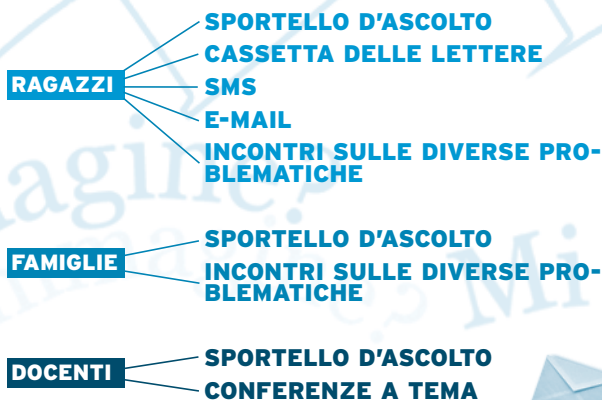 RAGAZZI
SPORTELLO D'ASCOLTO
CASSETTA DELLE LETTERE
SMS
E-MAIL
INCONTRI SULLE DIVERSE PRO-
BLEMATICHE
FAMIGLIE
SPORTELLO D'ASCOLTO
INCONTRI SULLE DIVERSE PRO-
BLEMATICHE
DOCENTI
SPORTELLO D'ASCOLTO
CONFERENZE A TEMA
Mi